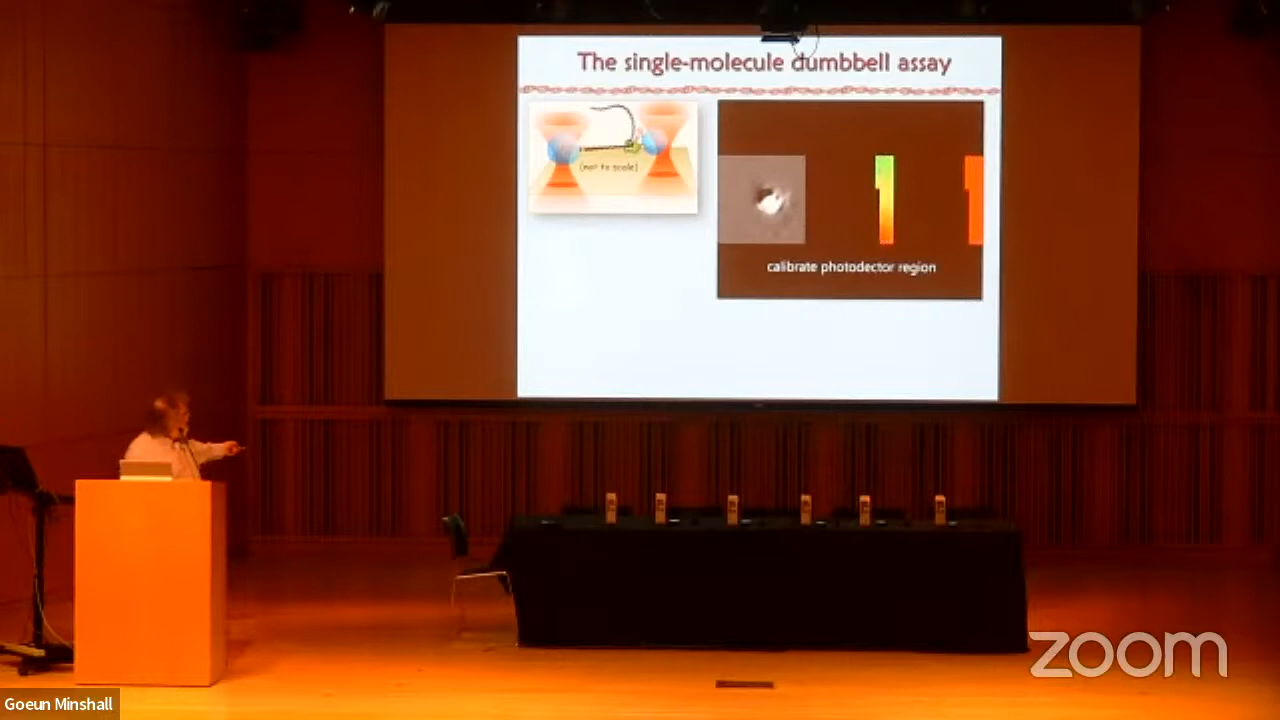 The single-molecule dumbbell assay
(not to scale)
calibrate photodector region
zoom
Goeun Minshall